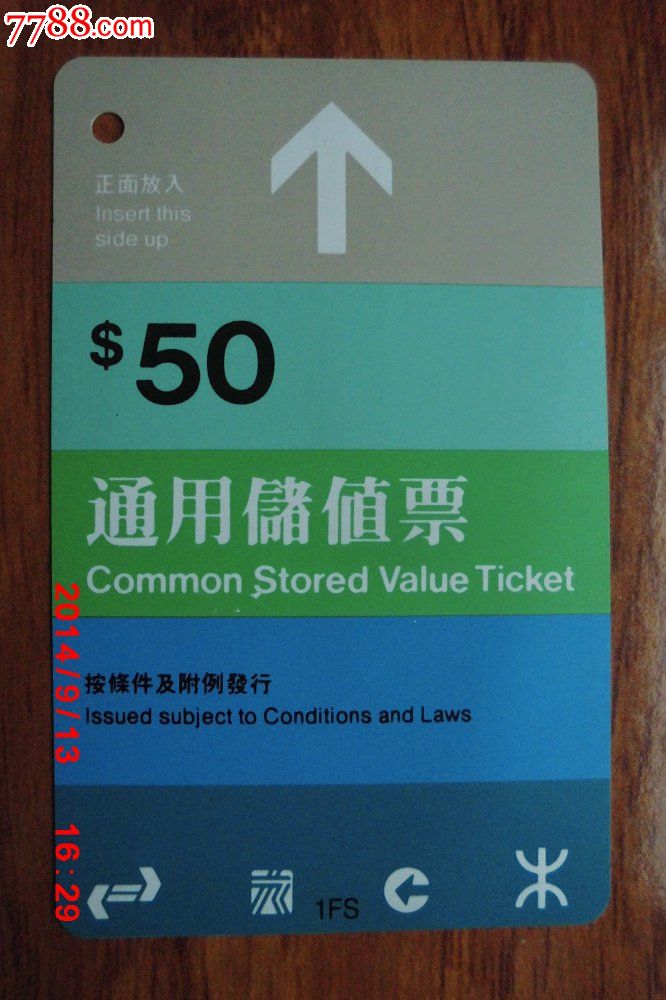 7788.com
正面放入
Insert this
side up
$50
通用儲值票
Common Stored Value Ticket
按條件及附例發行
Issued subject to Conditions and Laws
1FS
2014/9/13 16:29